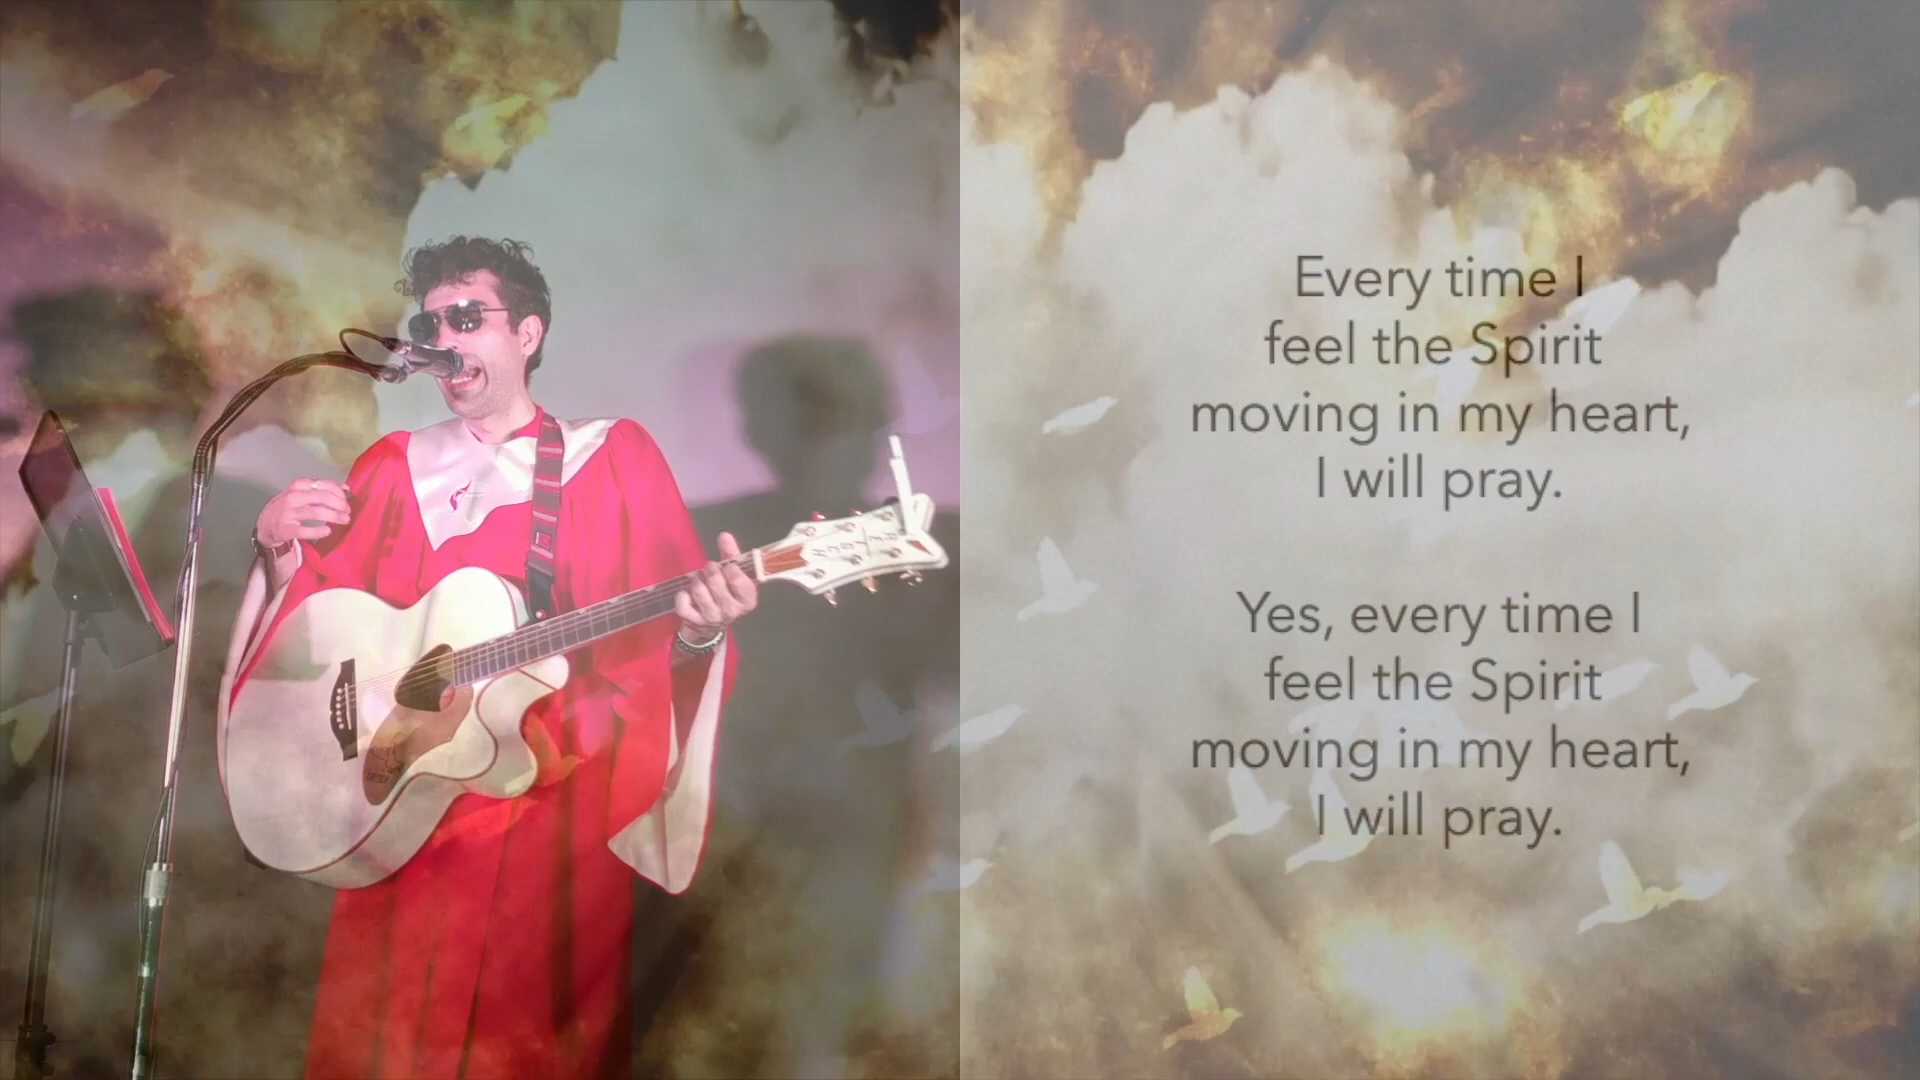 Every time I
feel the Spirit
moving in my heart,
I will pray.
Yes, every time I
feel the Spirit
moving in my heart,
I will pray.